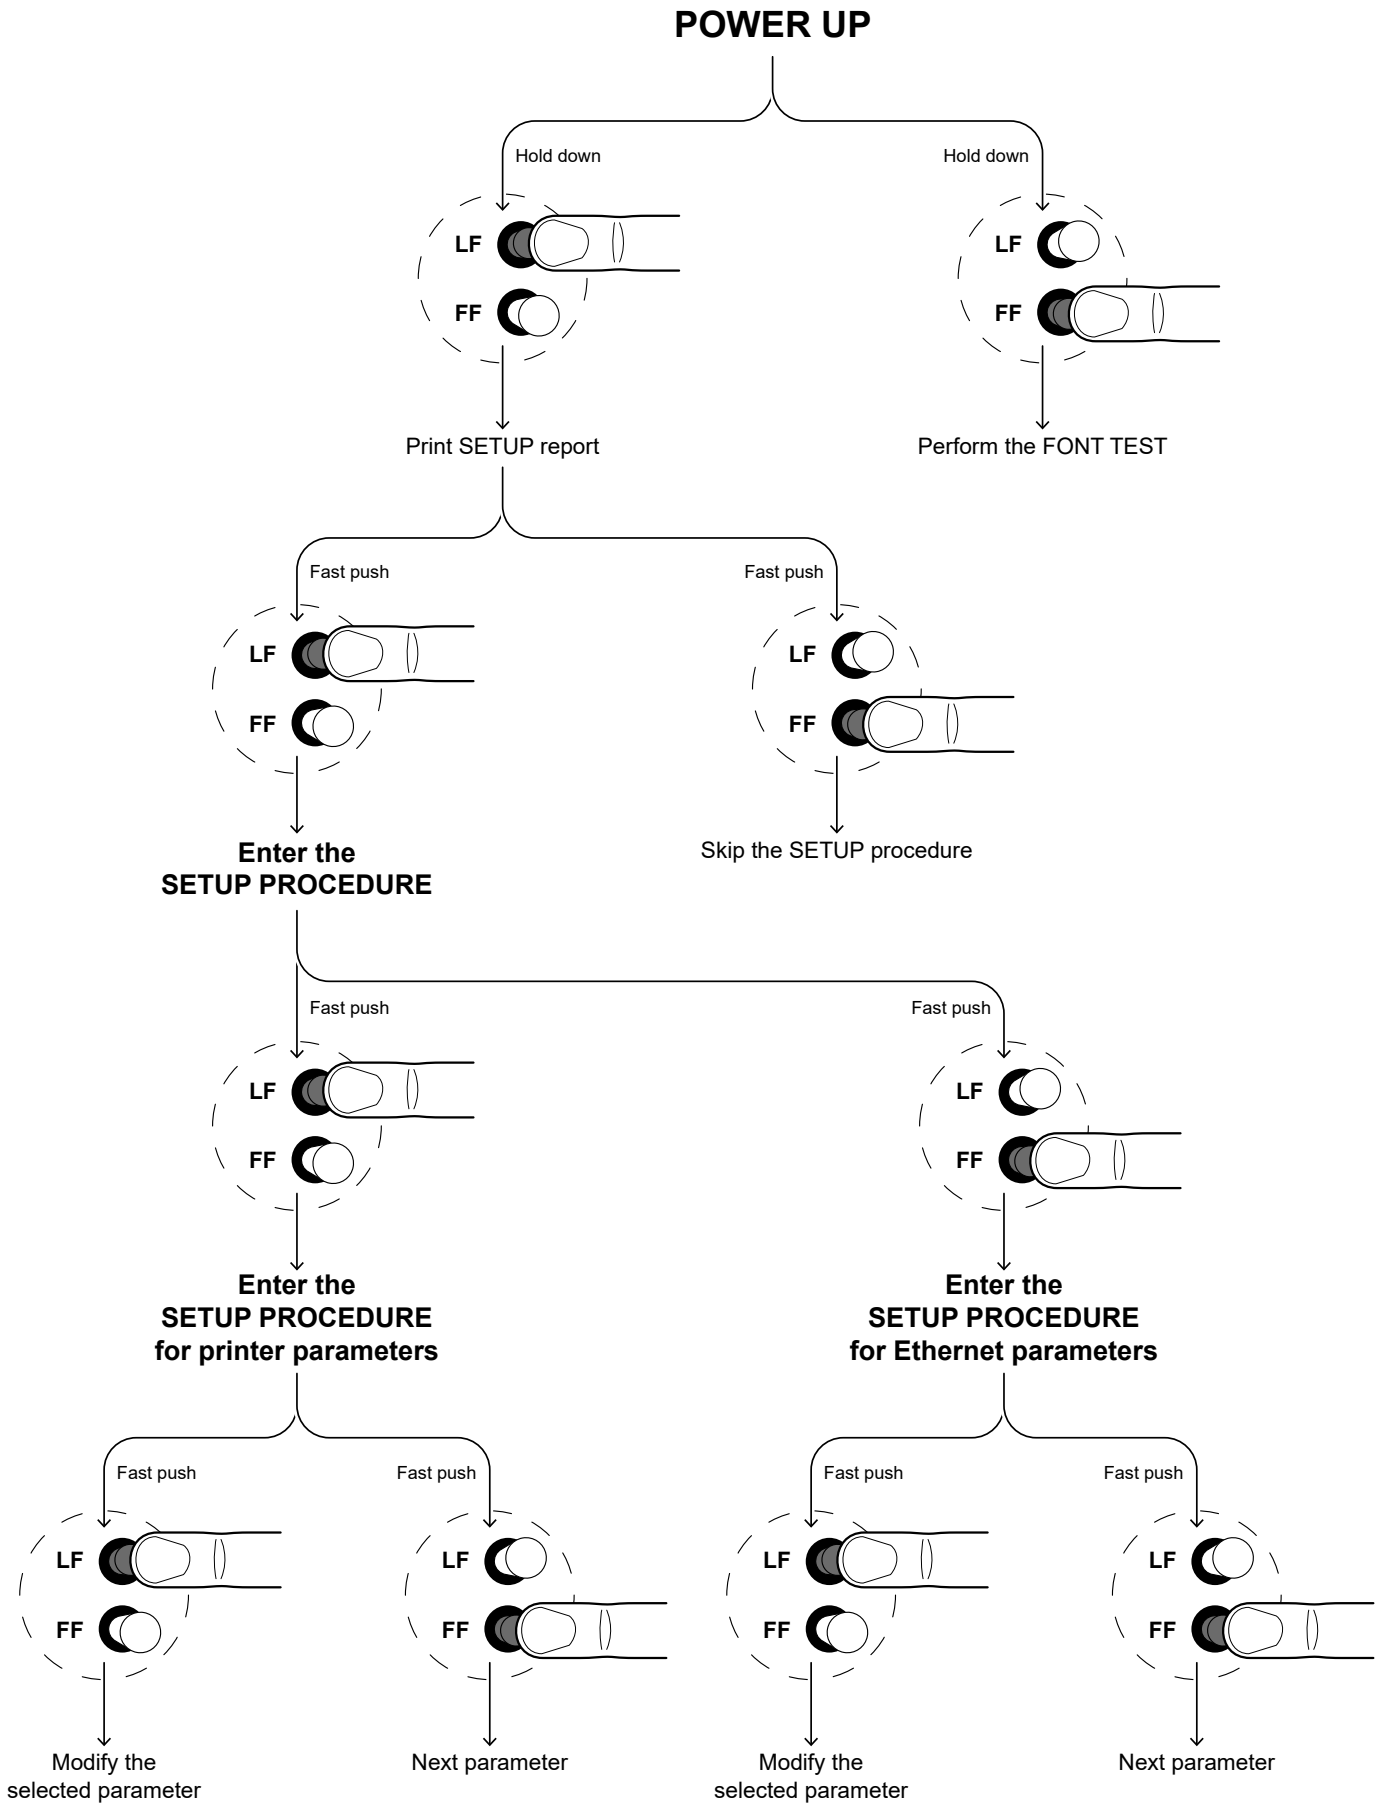 POWER UP
Hold down
Hold down
LF
LF
FF
FF
Print SETUP report
Perform the FONT TEST
Fast push
Fast push
LF
LF
FF
FF
Enter the
SETUP PROCEDURE
Skip the SETUP procedure
Fast push
Fast push
LF
LF
FF
FF
Enter the
SETUP PROCEDURE
for printer parameters
Enter the
SETUP PROCEDURE
for Ethernet parameters
Fast push
Fast push
Fast push
Fast push
LF
LF
LF
LF
FF
FF
FF
FF
Modify the
selected parameter
Next parameter
Modify the
selected parameter
Next parameter